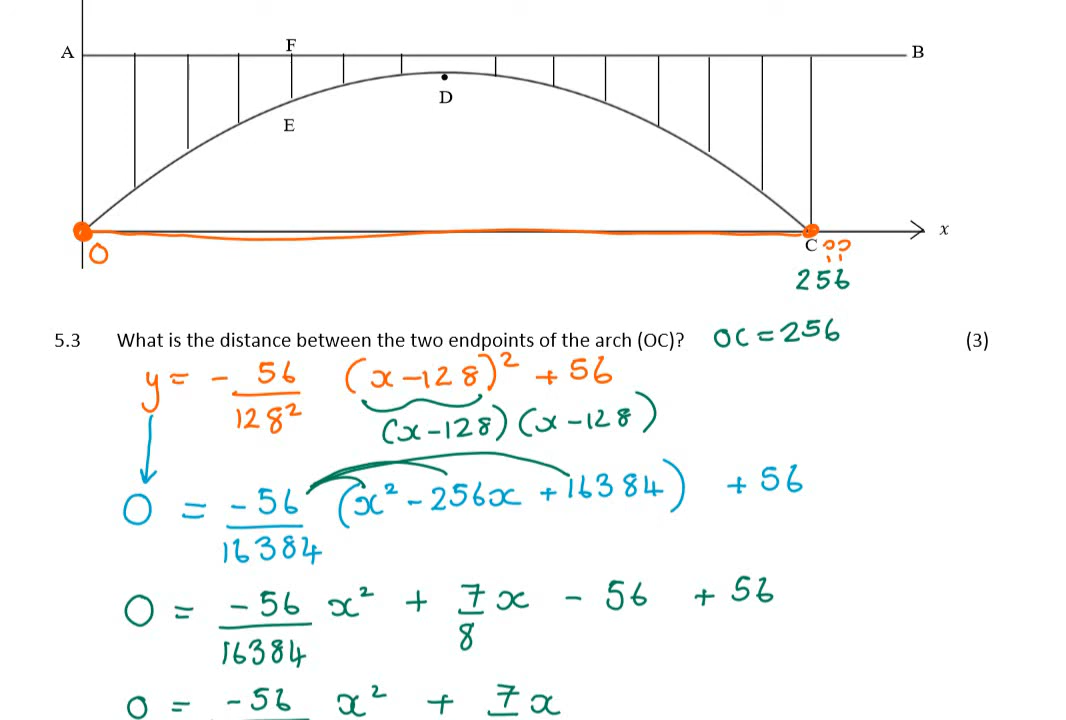 A F B
D
E
x
O C ??
256
5.3 What is the distance between the two endpoints of the arch (OC)? OC = 256 (3)
y = - 56/128² (x-128)² + 56
(x-128)(x-128)
0 = -56/16384 (x² - 256x + 16384) + 56
0 = -56/16384 x² + 7/8 x - 56 + 56
0 = -56 x² + 7x